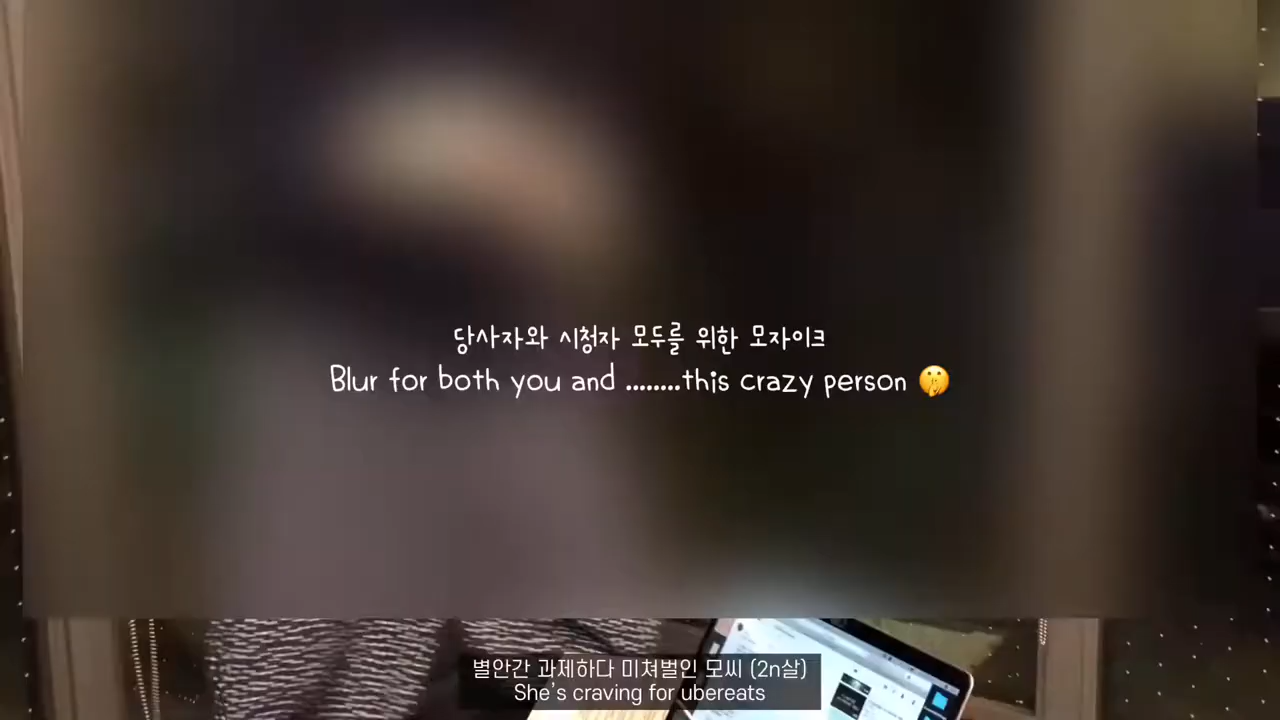 당사자와 시청자 모두를 위한 모자이크
Blur for both you and ........this crazy person 🤫
별안간 과제하다 미쳐벌인 모씨 (2n살)
She's craving for ubereats